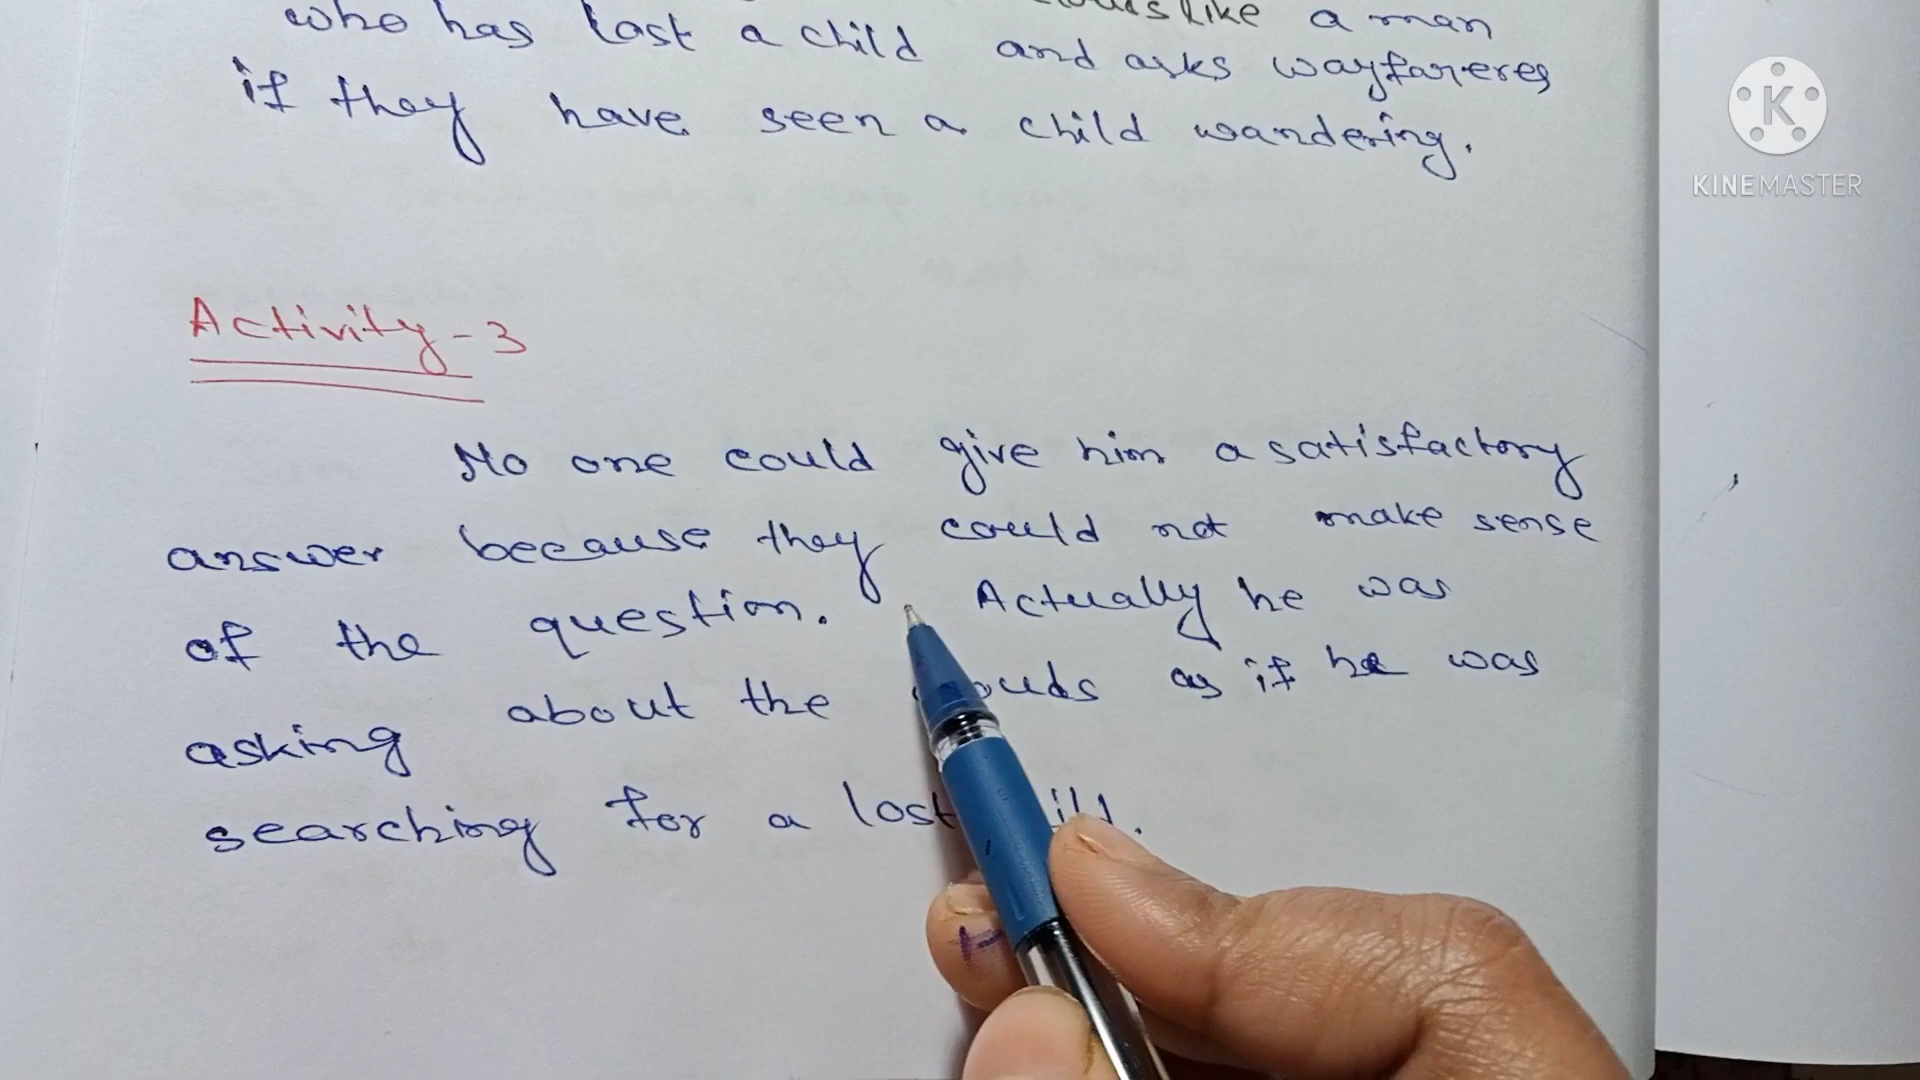 like a man
who has lost a child and asks wayfareres
if they have seen a child wandering.
Activity-3
No one could give him a satisfactory
answer because they could not make sense
of the question. Actually he was
asking about the as if he was
searching for a lost
KINEMASTER